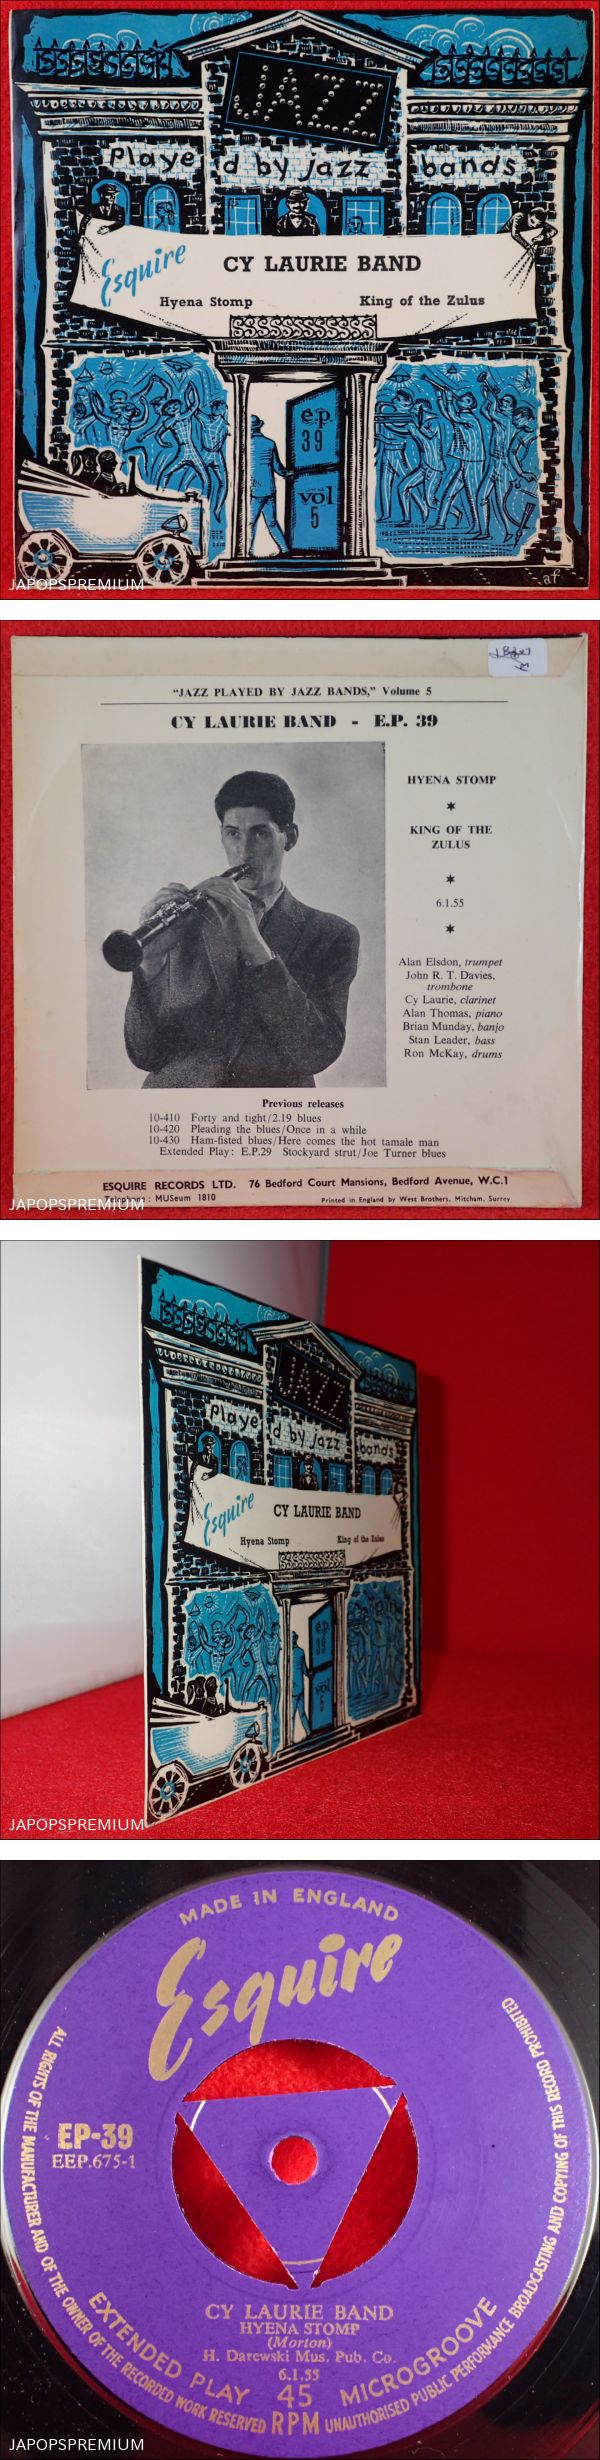 JAZZ
played by jazz bands
Esquire
CY LAURIE BAND
Hyena Stomp King of the Zulus
e.p.
39
vol
5
af
JAPOPSPREMIUM
"JAZZ PLAYED BY JAZZ BANDS," Volume 5
CY LAURIE BAND - E.P. 39
HYENA STOMP
KING OF THE
ZULUS
6.1.55
Alan Elsdon, trumpet
John R. T. Davies,
trombone
Cy Laurie, clarinet
Alan Thomas, piano
Brian Munday, banjo
Stan Leader, bass
Ron McKay, drums
Previous releases
10-410 Forty and tight/2.19 blues
10-420 Pleading the blues/Once in a while
10-430 Ham-fisted blues/Here comes the hot tamale man
Extended Play: E.P.29 Stockyard strut/Joe Turner blues
ESQUIRE RECORDS LTD. 76 Bedford Court Mansions, Bedford Avenue, W.C.1
Telephone: MUSeum 1810 Printed in England by West Brothers, Mitcham, Surrey
JAPOPSPREMIUM
JAZZ
played by jazz bands
Esquire
CY LAURIE BAND
Hyena Stomp King of the Zulus
e.p.
39
vol
5
JAPOPSPREMIUM
MADE IN ENGLAND
Esquire
EP-39
EEP.675-1
CY LAURIE BAND
HYENA STOMP
(Morton)
H. Darewski Mus. Pub. Co.
6.1.55
EXTENDED PLAY 45 RPM MICROGROOVE
ALL RIGHTS OF THE MANUFACTURER AND OF THE OWNER OF THE RECORDED WORK RESERVED UNAUTHORISED PUBLIC PERFORMANCE BROADCASTING AND COPYING OF THIS RECORD PROHIBITED
JAPOPSPREMIUM